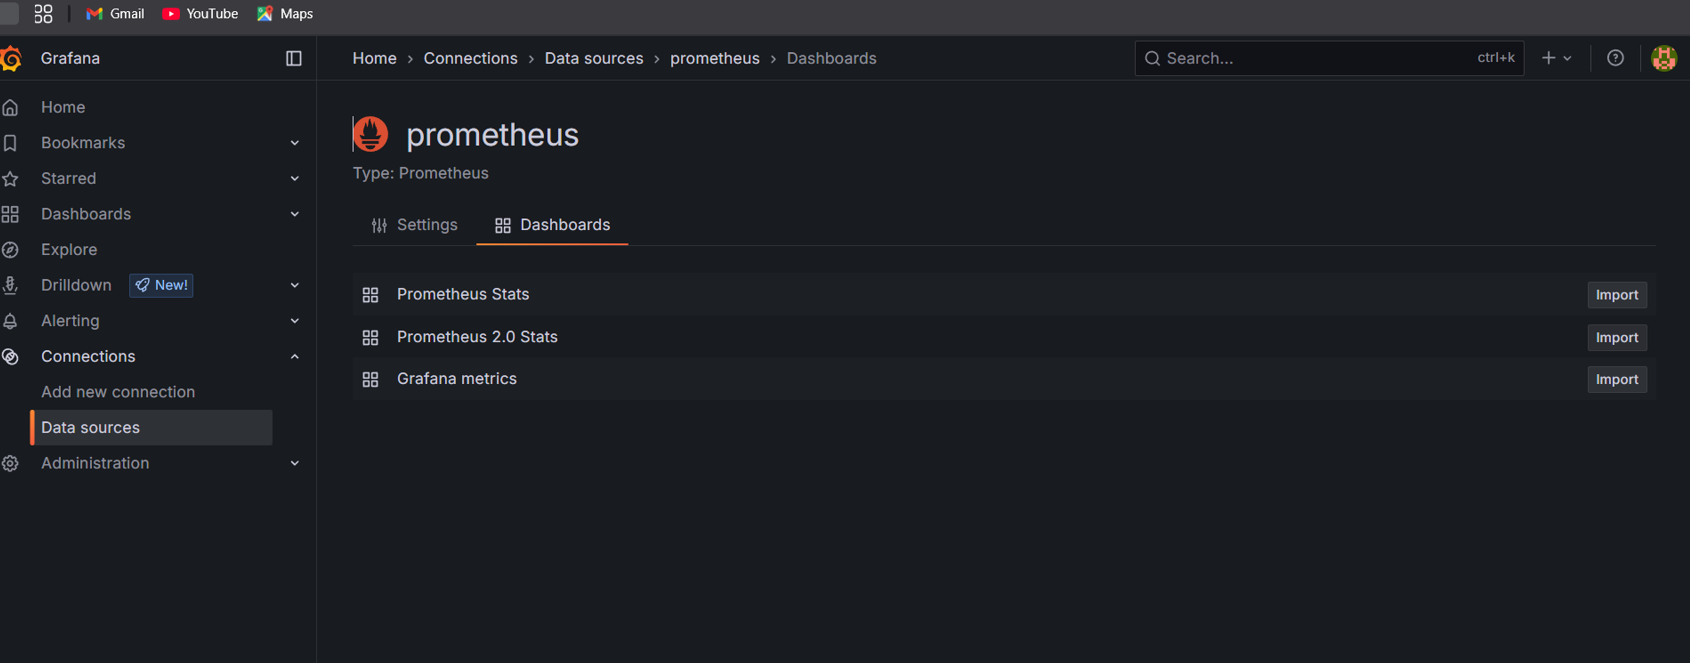 Gmail YouTube Maps
Grafana
Home › Connections › Data sources › prometheus › Dashboards
Search... ctrl+k
Home
Bookmarks
Starred
Dashboards
Explore
Drilldown New!
Alerting
Connections
Add new connection
Data sources
Administration
prometheus
Type: Prometheus
Settings Dashboards
Prometheus Stats Import
Prometheus 2.0 Stats Import
Grafana metrics Import